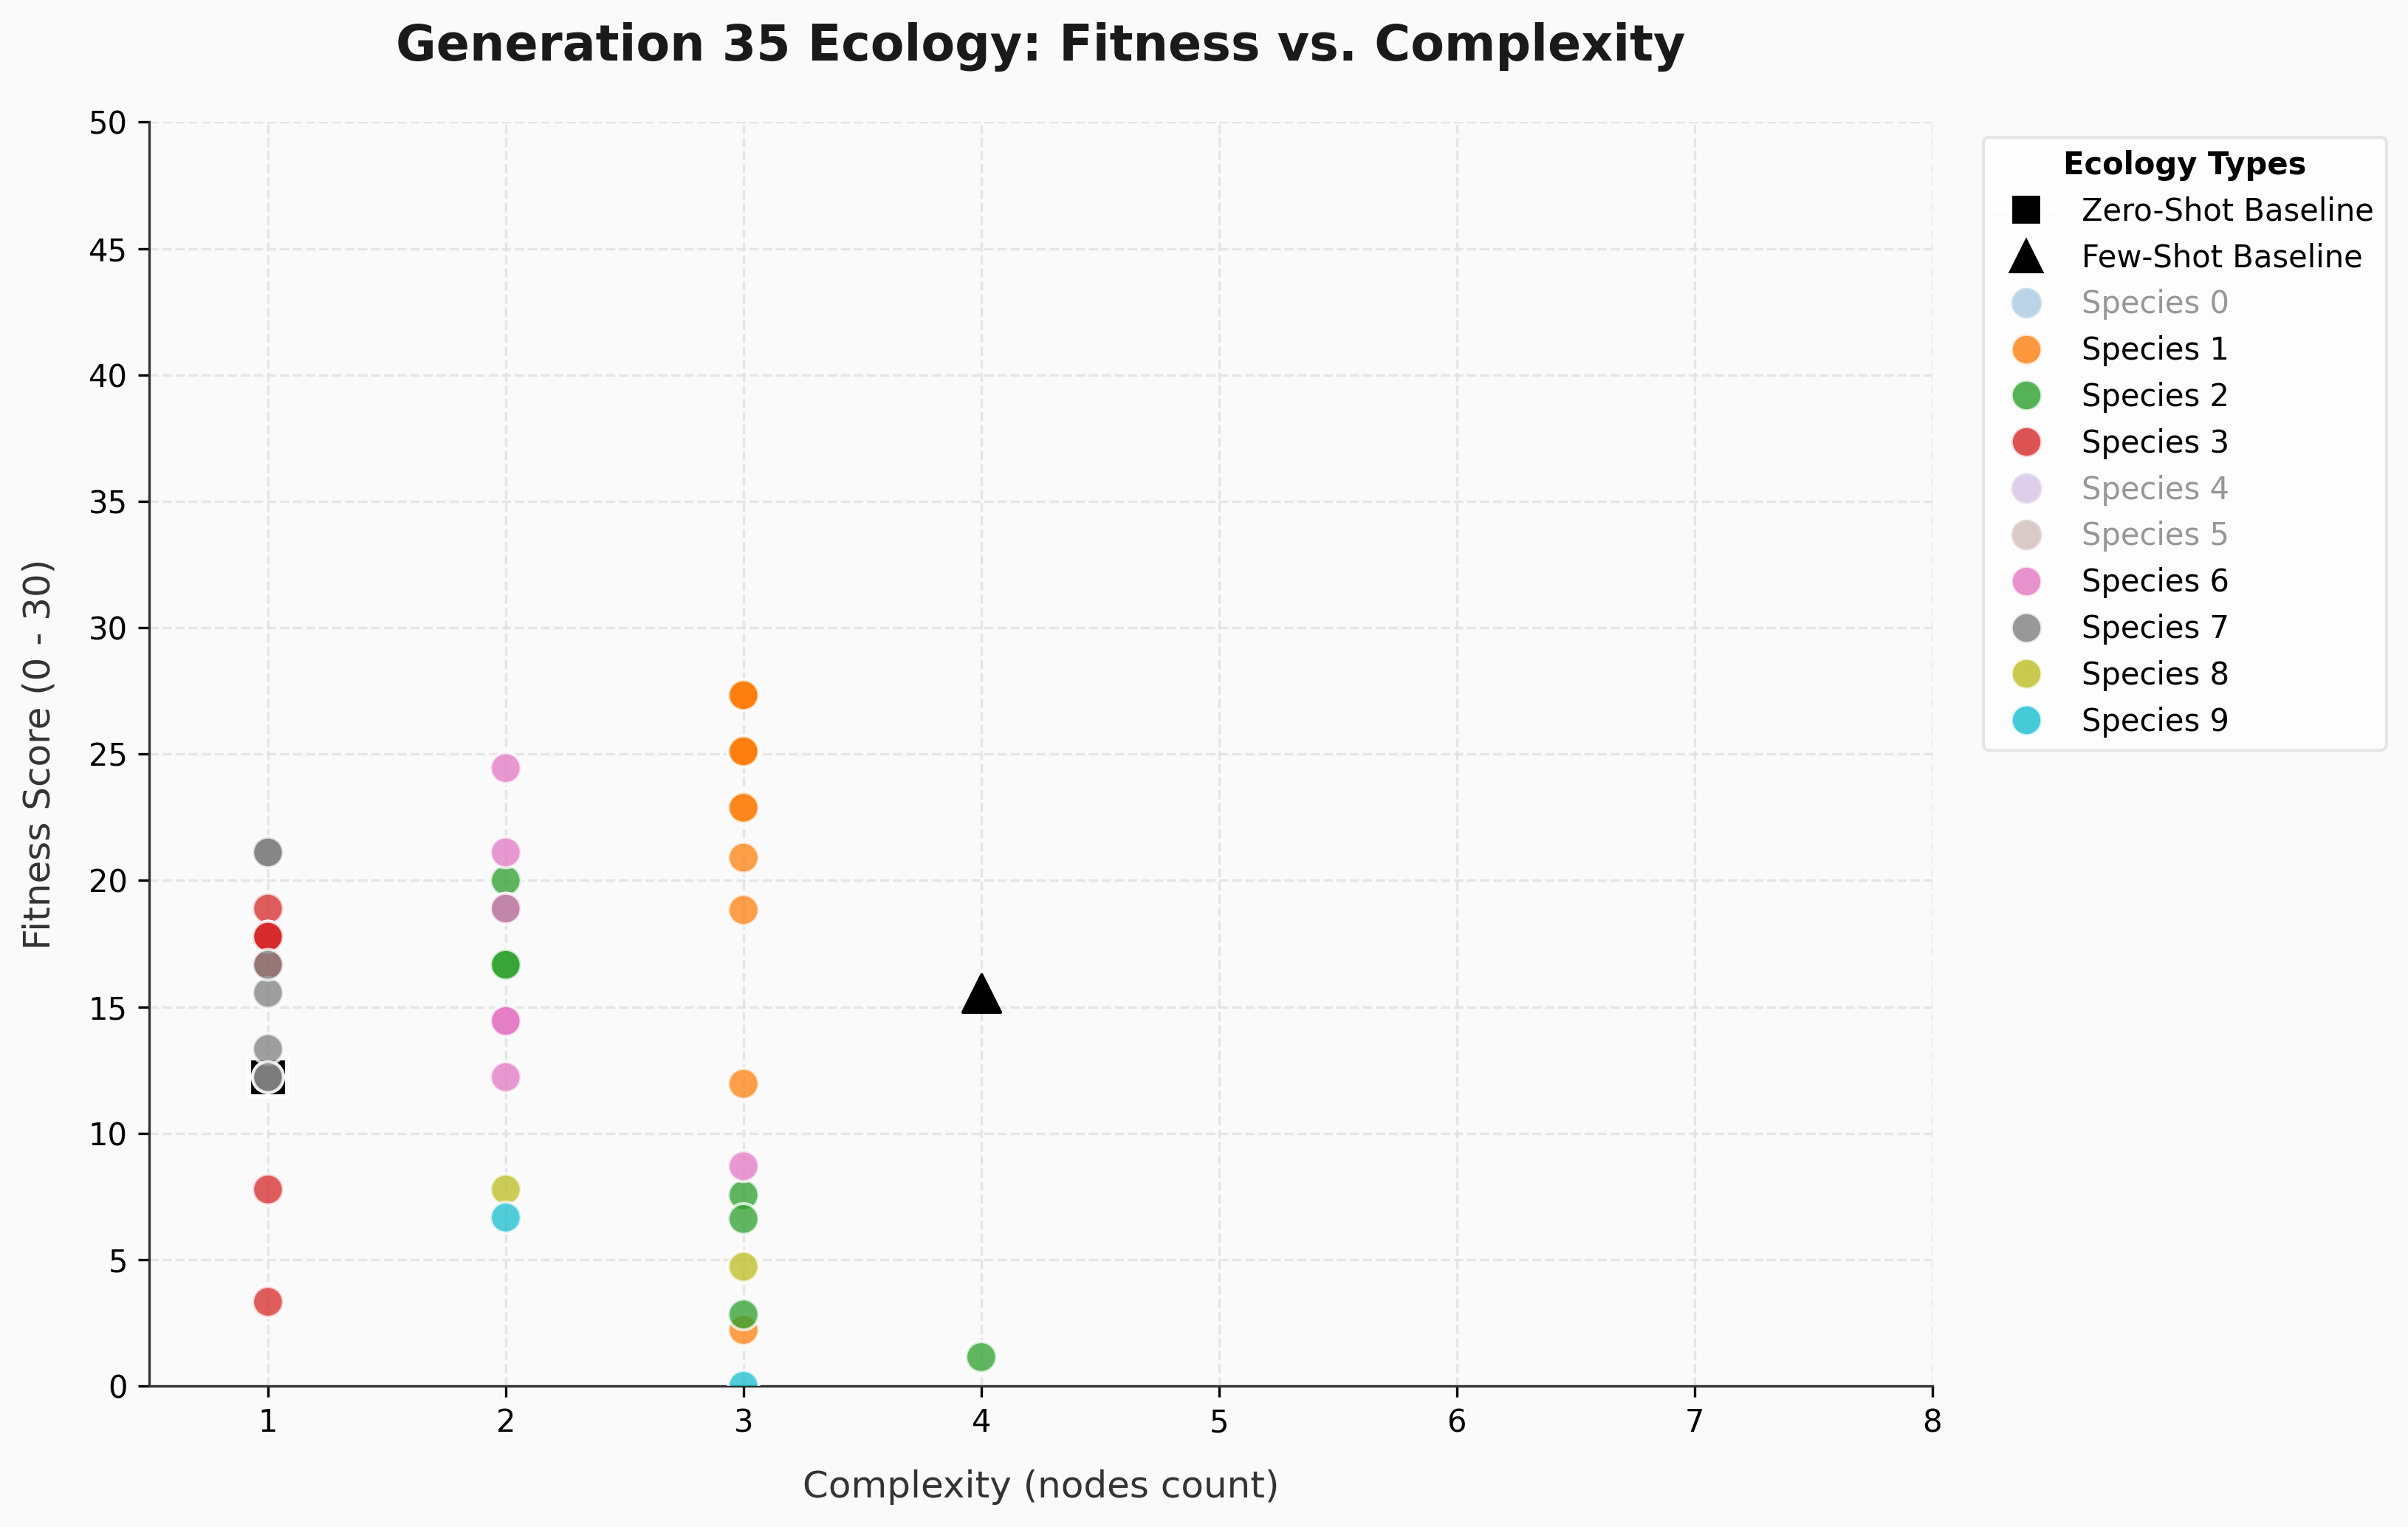 Generation 35 Ecology: Fitness vs. Complexity
50
45
40
35
30
25
20
15
10
5
0
Fitness Score (0 - 30)
1 2 3 4 5 6 7 8
Complexity (nodes count)
Ecology Types
Zero-Shot Baseline
Few-Shot Baseline
Species 0
Species 1
Species 2
Species 3
Species 4
Species 5
Species 6
Species 7
Species 8
Species 9